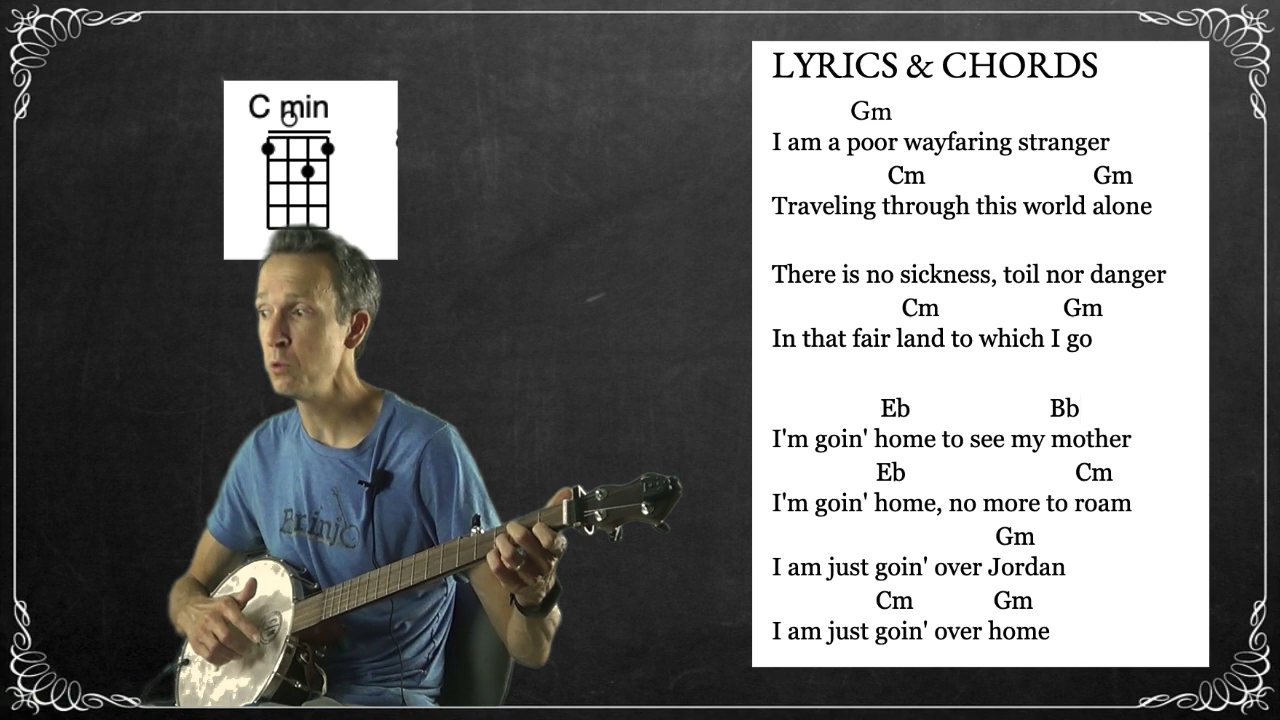 C min
LYRICS & CHORDS
Gm
I am a poor wayfaring stranger
Cm Gm
Traveling through this world alone
There is no sickness, toil nor danger
Cm Gm
In that fair land to which I go
Eb Bb
I'm goin' home to see my mother
Eb Cm
I'm goin' home, no more to roam
Gm
I am just goin' over Jordan
Cm Gm
I am just goin' over home
Brainjo